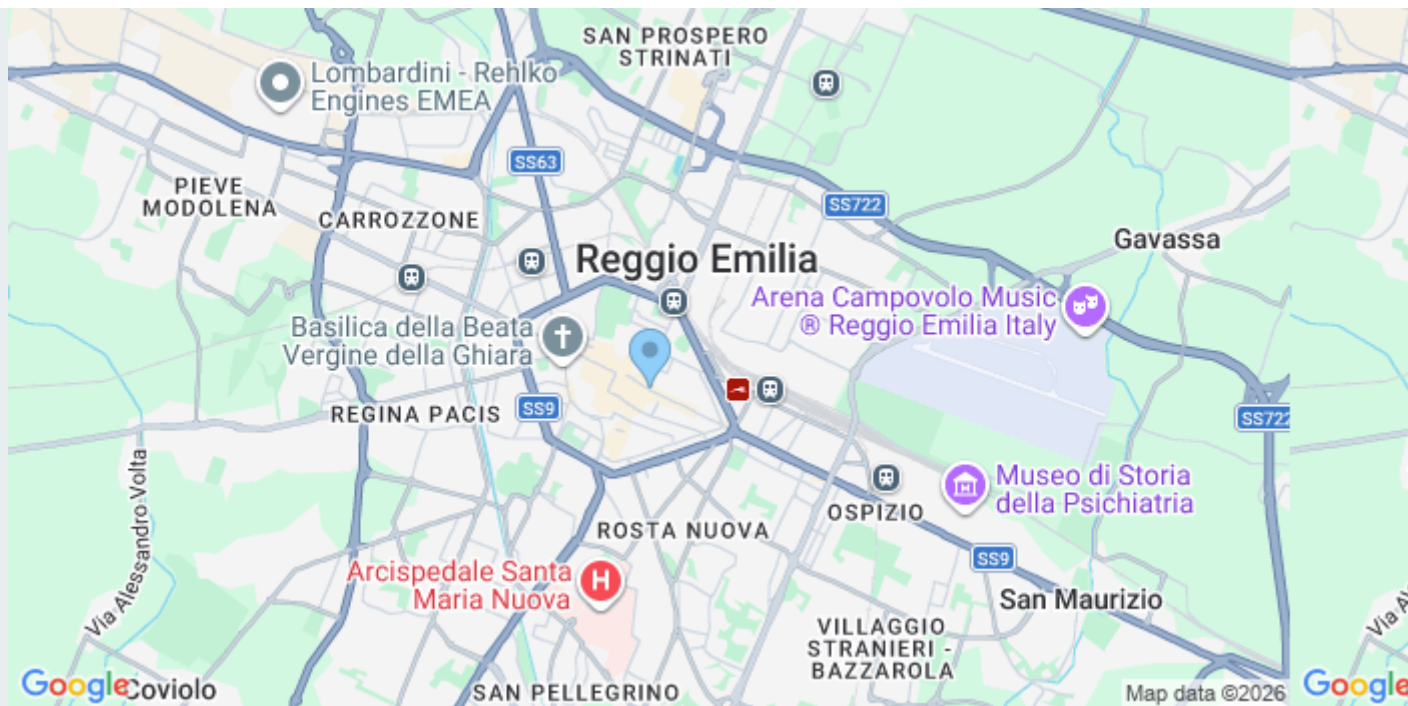 SAN PROSPERO
STRINATI
Lombardini - Rehlko
Engines EMEA
SS63
PIEVE
MODOLENA
CARROZZONE
SS722
Gavassa
Reggio Emilia
Arena Campovolo Music
® Reggio Emilia Italy
Basilica della Beata
Vergine della Ghiara
REGINA PACIS
SS9
SS722
Via Alessandro Volta
Museo di Storia
della Psichiatria
OSPIZIO
ROSTA NUOVA
SS9
Arcispedale Santa
Maria Nuova
H
San Maurizio
VILLAGGIO
STRANIERI -
BAZZAROLA
Google
Coviolo
SAN PELLEGRINO
Map data ©2026
Via Al
Google